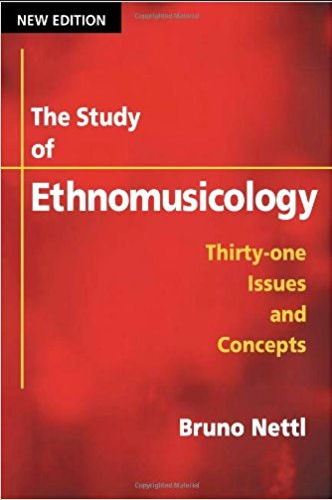 NEW EDITION
The Study
of
Ethnomusicology
Thirty-one
Issues
and
Concepts
Bruno Nettl